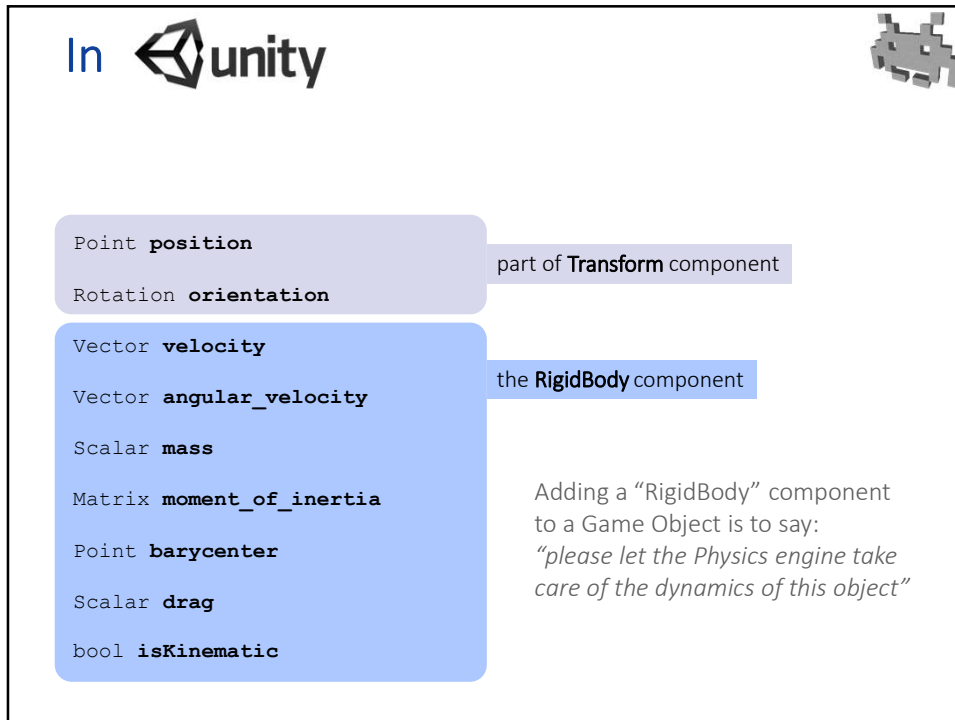 In unity
Point position
Rotation orientation
part of Transform component
Vector velocity
Vector angular_velocity
Scalar mass
Matrix moment_of_inertia
Point barycenter
Scalar drag
bool isKinematic
the RigidBody component
Adding a “RigidBody” component
to a Game Object is to say:
“please let the Physics engine take
care of the dynamics of this object”